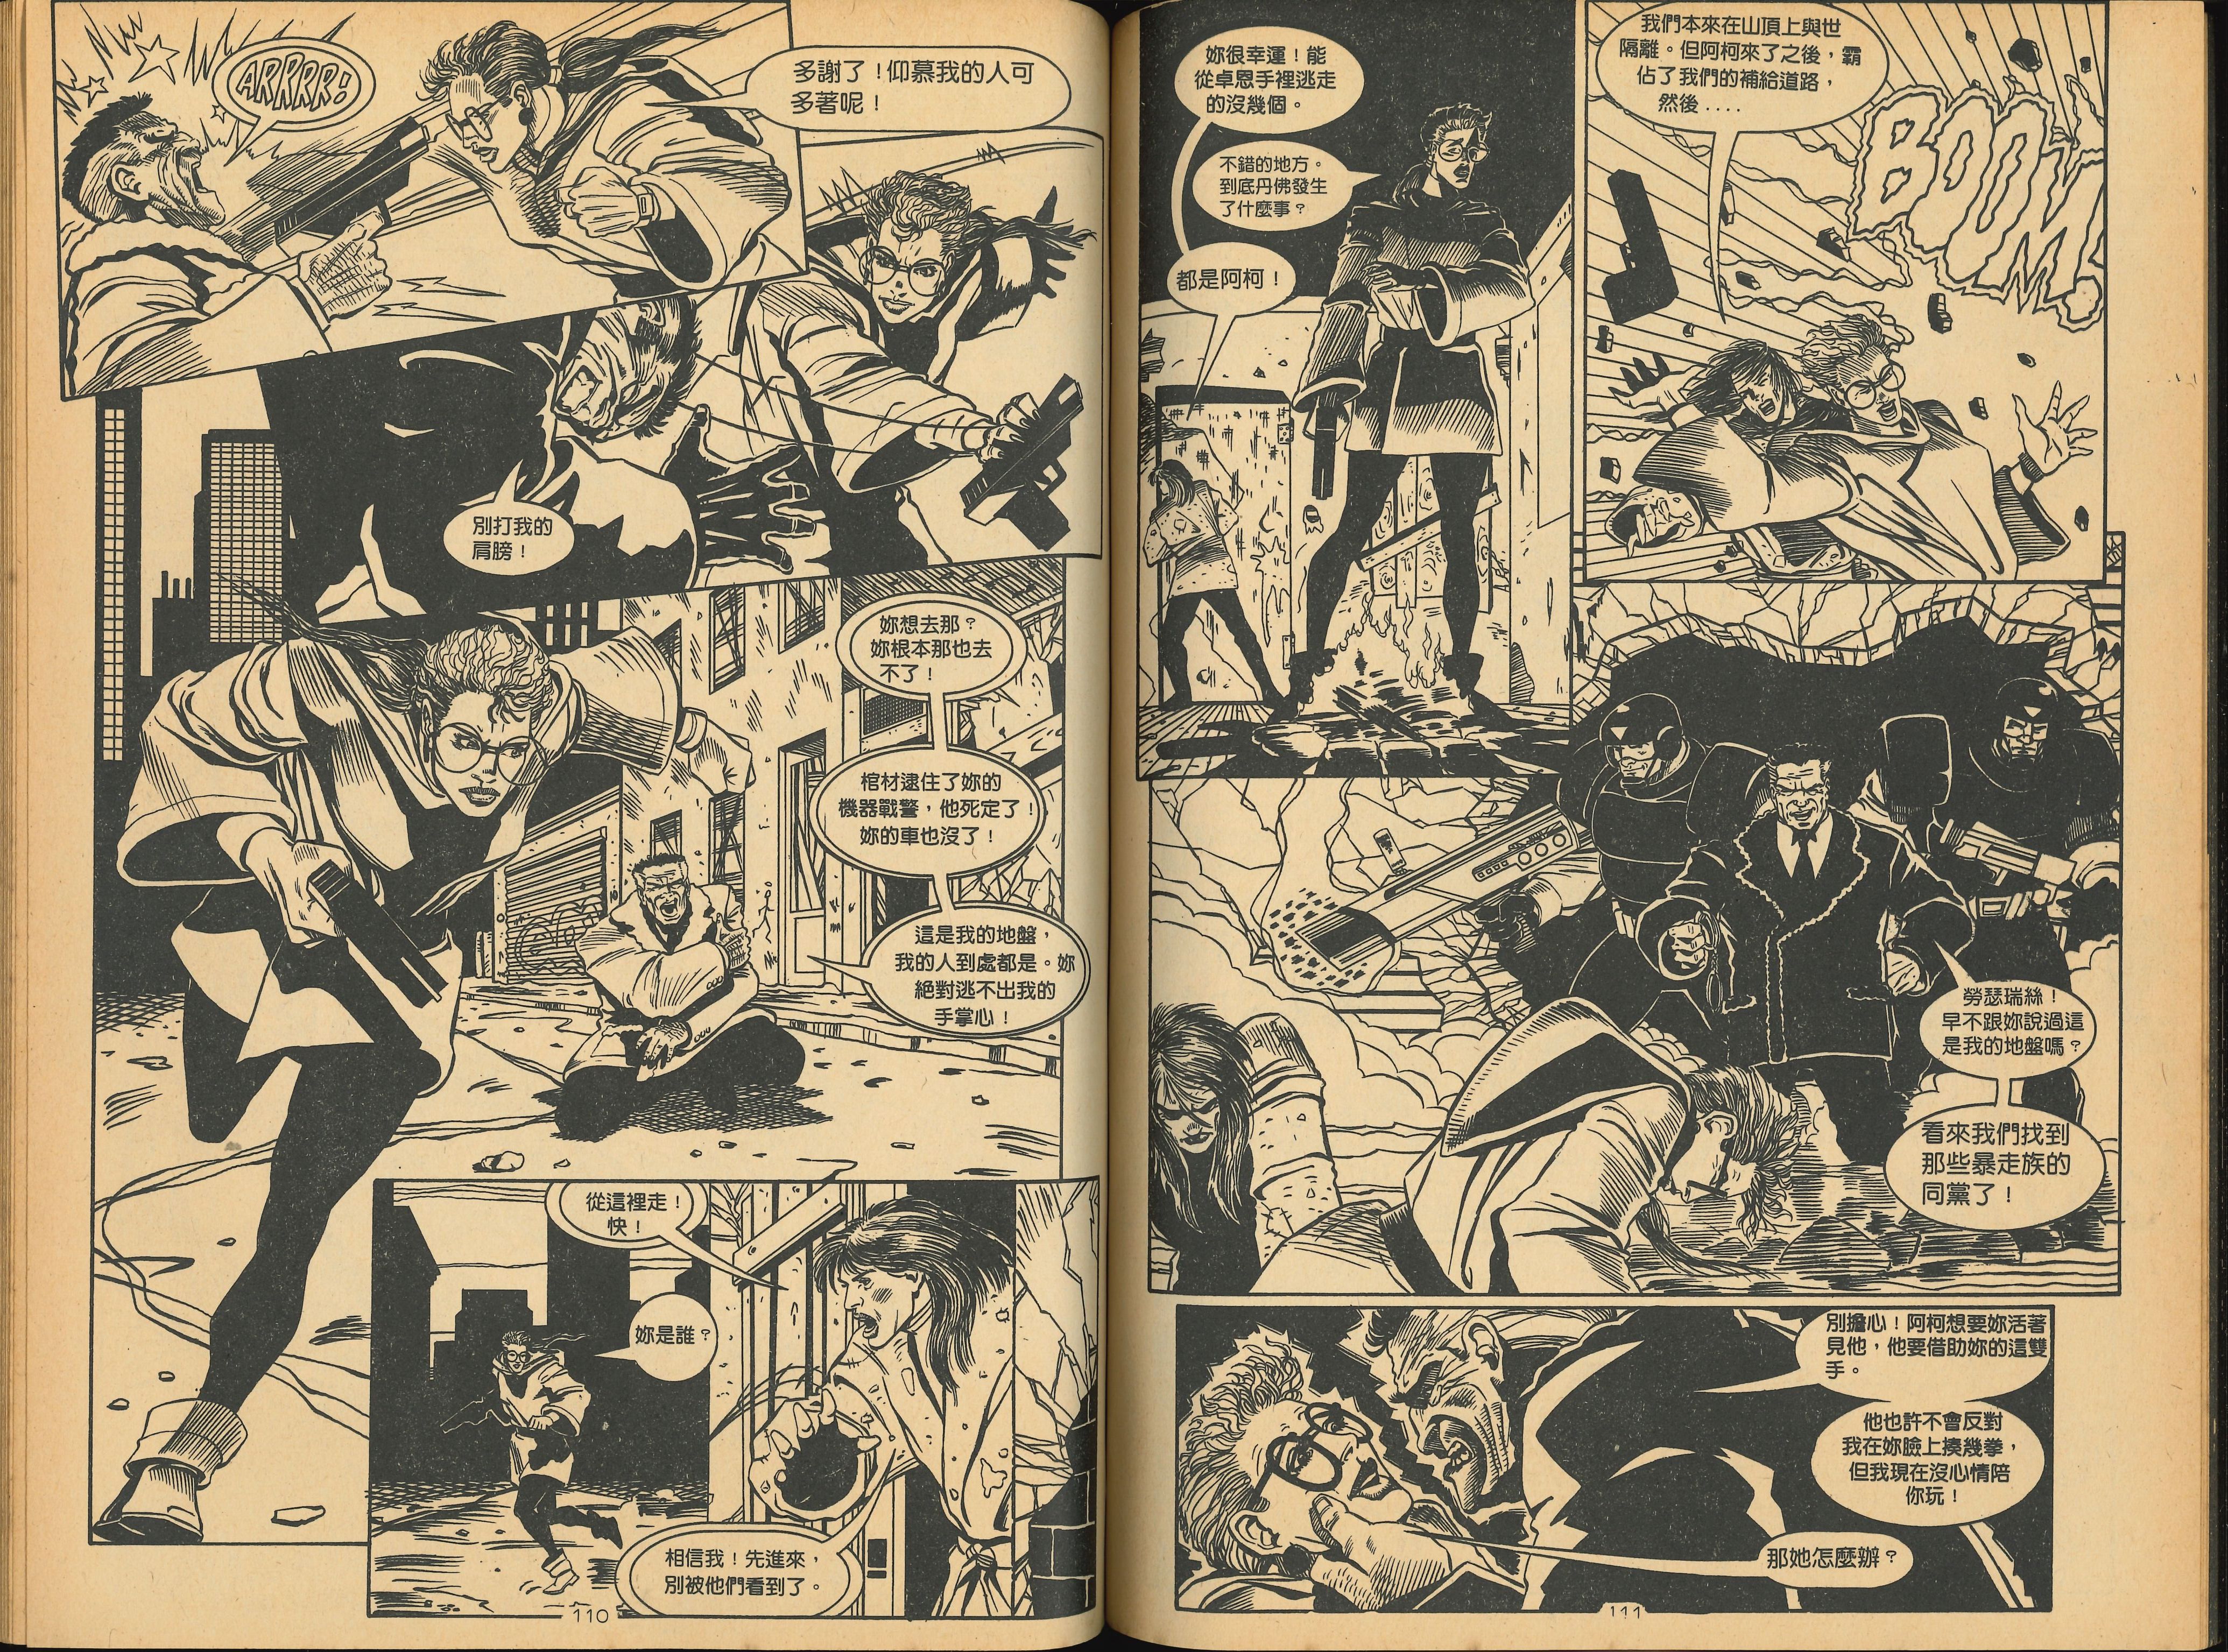 ARRRR!
多謝了！仰慕我的人可
多著呢！
別打我的
肩膀！
妳想去那？
妳根本那也去
不了！
棺材逮住了妳的
機器戰警，他死定了！
妳的車也沒了！
這是我的地盤，
我的人到處都是。妳
絕對逃不出我的
手掌心！
從這裡走！
快！
妳是誰？
相信我！先進來，
別被他們看到了。
110
妳很幸運！能
從卓恩手裡逃走
的沒幾個。
不錯的地方。
到底丹佛發生
了什麼事？
都是阿柯！
我們本來在山頂上與世
隔離。但阿柯來了之後，霸
佔了我們的補給道路，
然後....
BOOM!
勞瑟瑞絲！
早不跟妳說過這
是我的地盤嗎？
看來我們找到
那些暴走族的
同黨了！
別擔心！阿柯想要妳活著
見他，他要借助妳的這雙
手。
他也許不會反對
我在妳臉上揍幾拳，
但我現在沒心情陪
你玩！
那她怎麼辦？
111